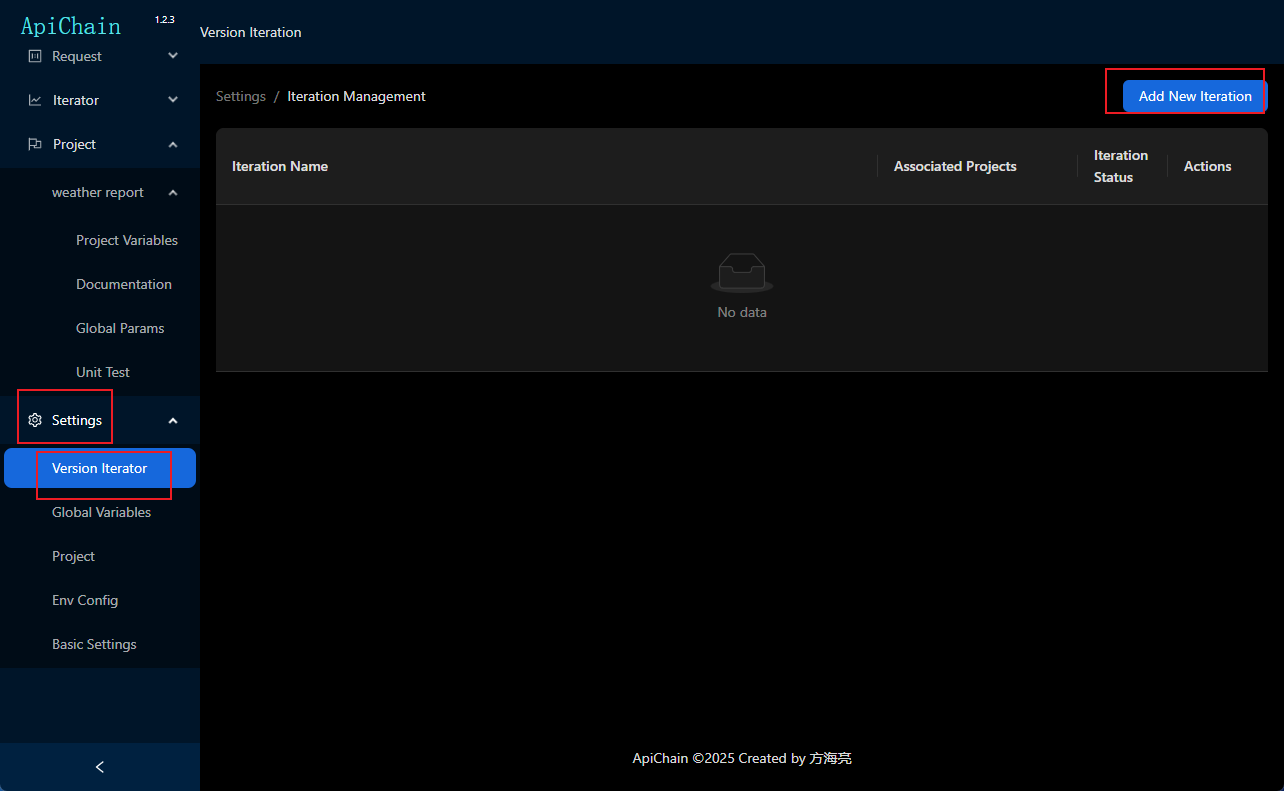 ApiChain 1.2.3
Request
Iterator
Project
weather report
Project Variables
Documentation
Global Params
Unit Test
Settings
Version Iterator
Global Variables
Project
Env Config
Basic Settings
Version Iteration
Settings / Iteration Management
Add New Iteration
Iteration Name
Associated Projects
Iteration
Status
Actions
No data
ApiChain ©2025 Created by 方海亮